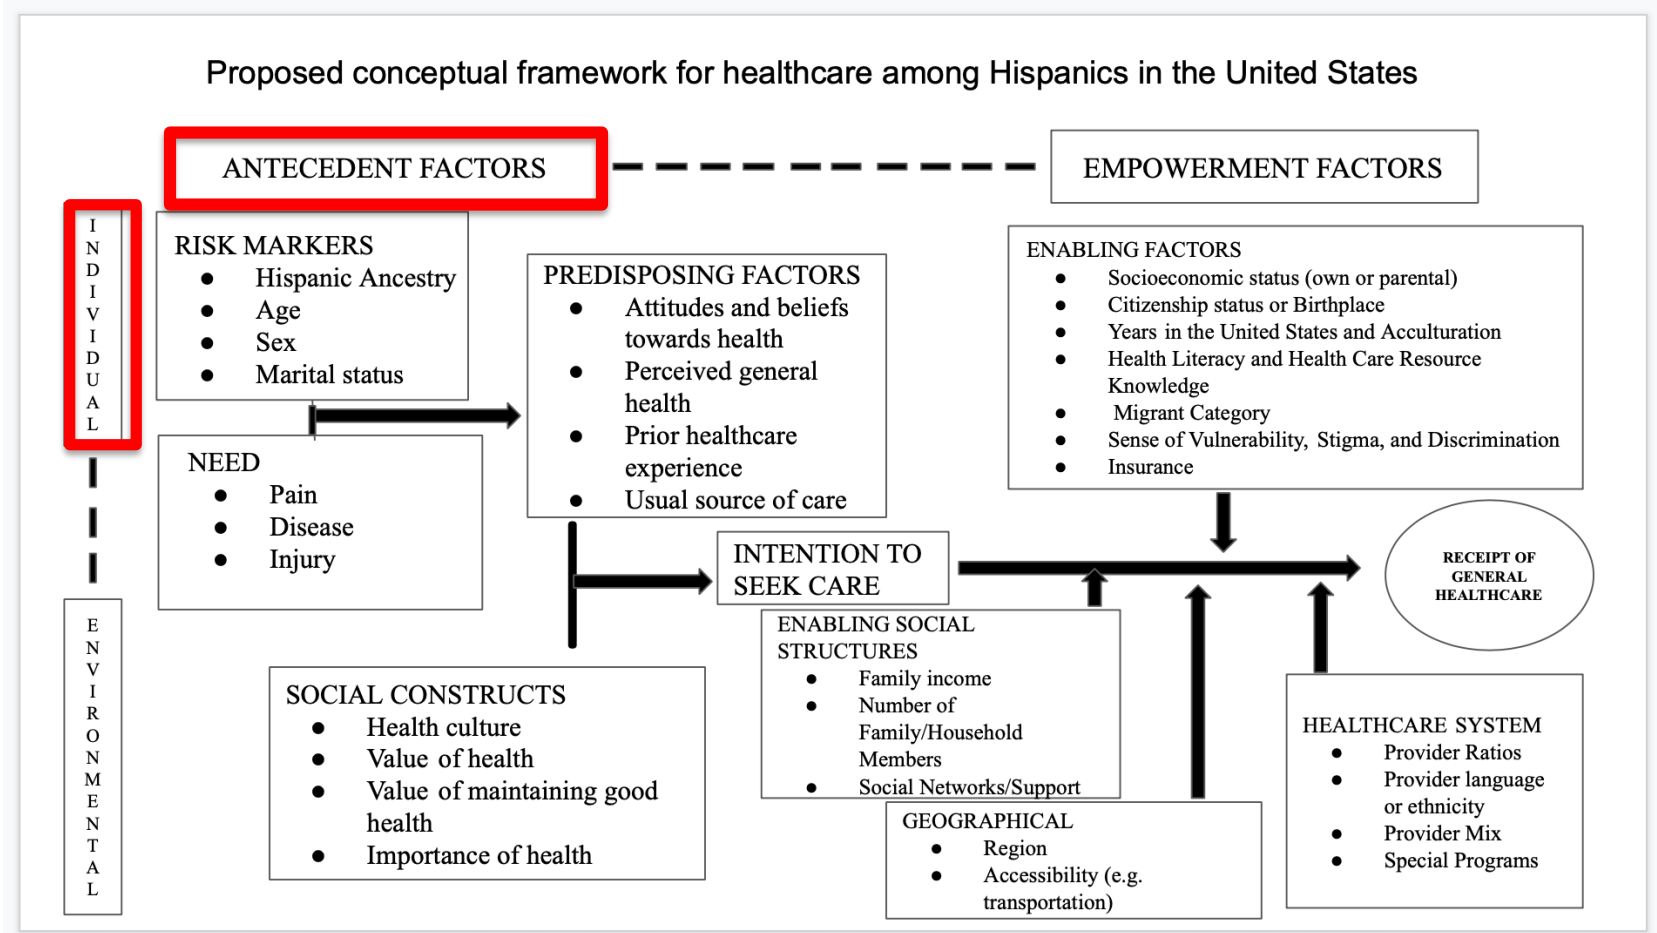 Proposed conceptual framework for healthcare among Hispanics in the United States
ANTECEDENT FACTORS
EMPOWERMENT FACTORS
INDIVIDUAL
RISK MARKERS
● Hispanic Ancestry
● Age
● Sex
● Marital status
PREDISPOSING FACTORS
● Attitudes and beliefs
towards health
● Perceived general
health
● Prior healthcare
experience
● Usual source of care
ENABLING FACTORS
● Socioeconomic status (own or parental)
● Citizenship status or Birthplace
● Years in the United States and Acculturation
● Health Literacy and Health Care Resource
Knowledge
● Migrant Category
● Sense of Vulnerability, Stigma, and Discrimination
● Insurance
NEED
● Pain
● Disease
● Injury
INTENTION TO
SEEK CARE
RECEIPT OF
GENERAL
HEALTHCARE
ENVIRONMENTAL
SOCIAL CONSTRUCTS
● Health culture
● Value of health
● Value of maintaining good
health
● Importance of health
ENABLING SOCIAL
STRUCTURES
● Family income
● Number of
Family/Household
Members
● Social Networks/Support
GEOGRAPHICAL
● Region
● Accessibility (e.g.
transportation)
HEALTHCARE SYSTEM
● Provider Ratios
● Provider language
or ethnicity
● Provider Mix
● Special Programs